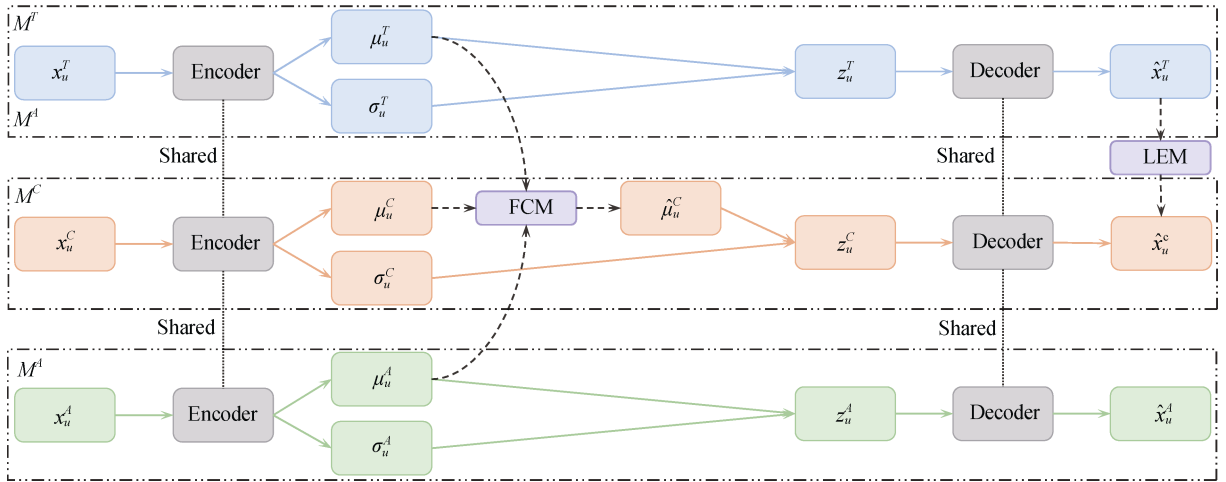 M^T
x_u^T Encoder μ_u^T σ_u^T z_u^T Decoder x̂_u^T
M^A
Shared Shared LEM
M^C
x_u^C Encoder μ_u^C σ_u^C FCM μ̂_u^C z_u^C Decoder x̂_u^c
Shared Shared
M^A
x_u^A Encoder μ_u^A σ_u^A z_u^A Decoder x̂_u^A